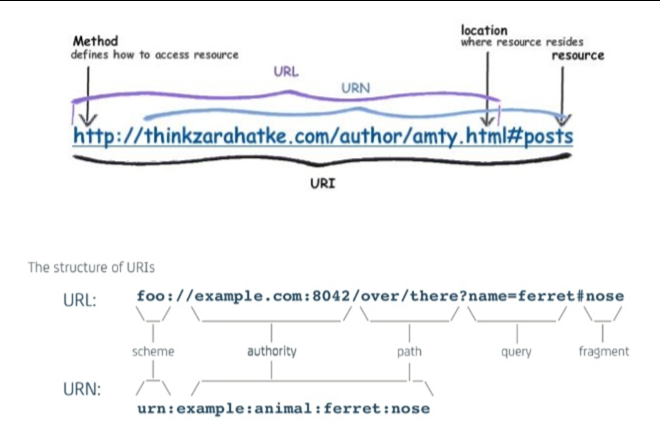 Method
defines how to access resource
location
where resource resides
resource
URL
URN
http://thinkzarahatke.com/author/amty.html#posts
URI
The structure of URIs
URL: foo://example.com:8042/over/there?name=ferret#nose
scheme authority path query fragment
URN:
urn:example:animal:ferret:nose